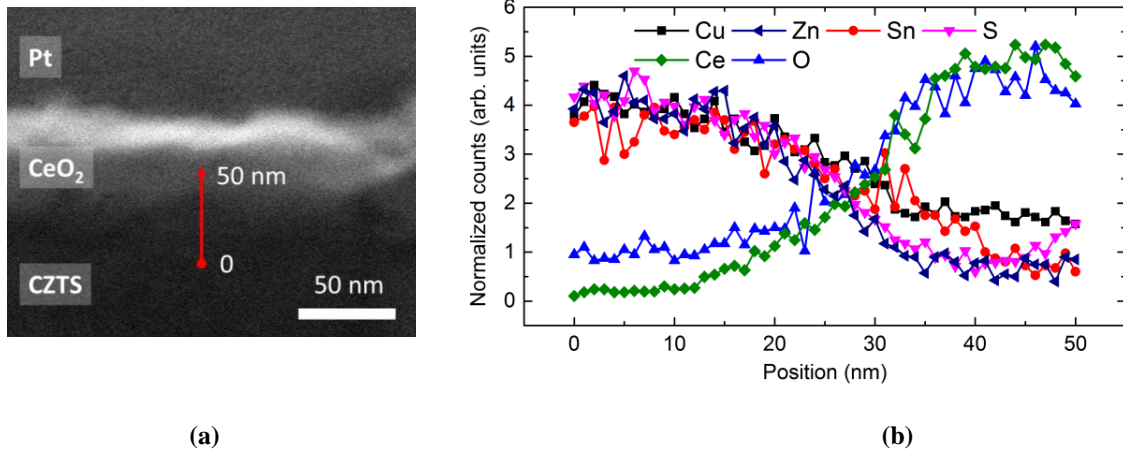 Pt
CeO₂
50 nm
0
CZTS
50 nm
(a)
Normalized counts (arb. units)
6
5
4
3
2
1
0
Cu Zn Sn S
Ce O
0 10 20 30 40 50
Position (nm)
(b)